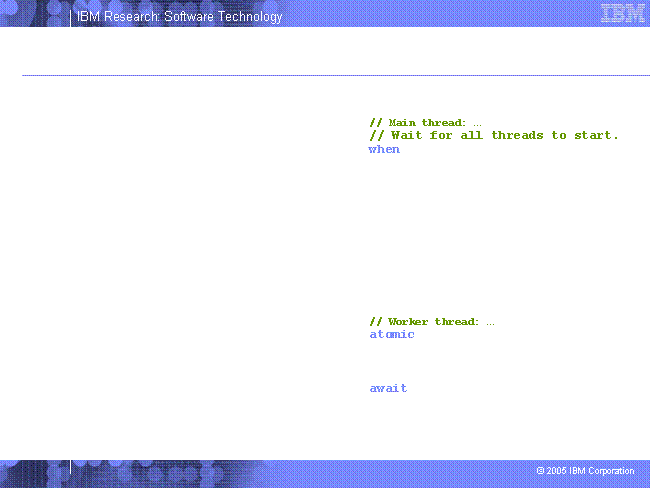 IBM Research: Software Technology
IBM
// Main thread: ...
// Wait for all threads to start.
when
// Worker thread: ...
atomic
await
© 2005 IBM Corporation